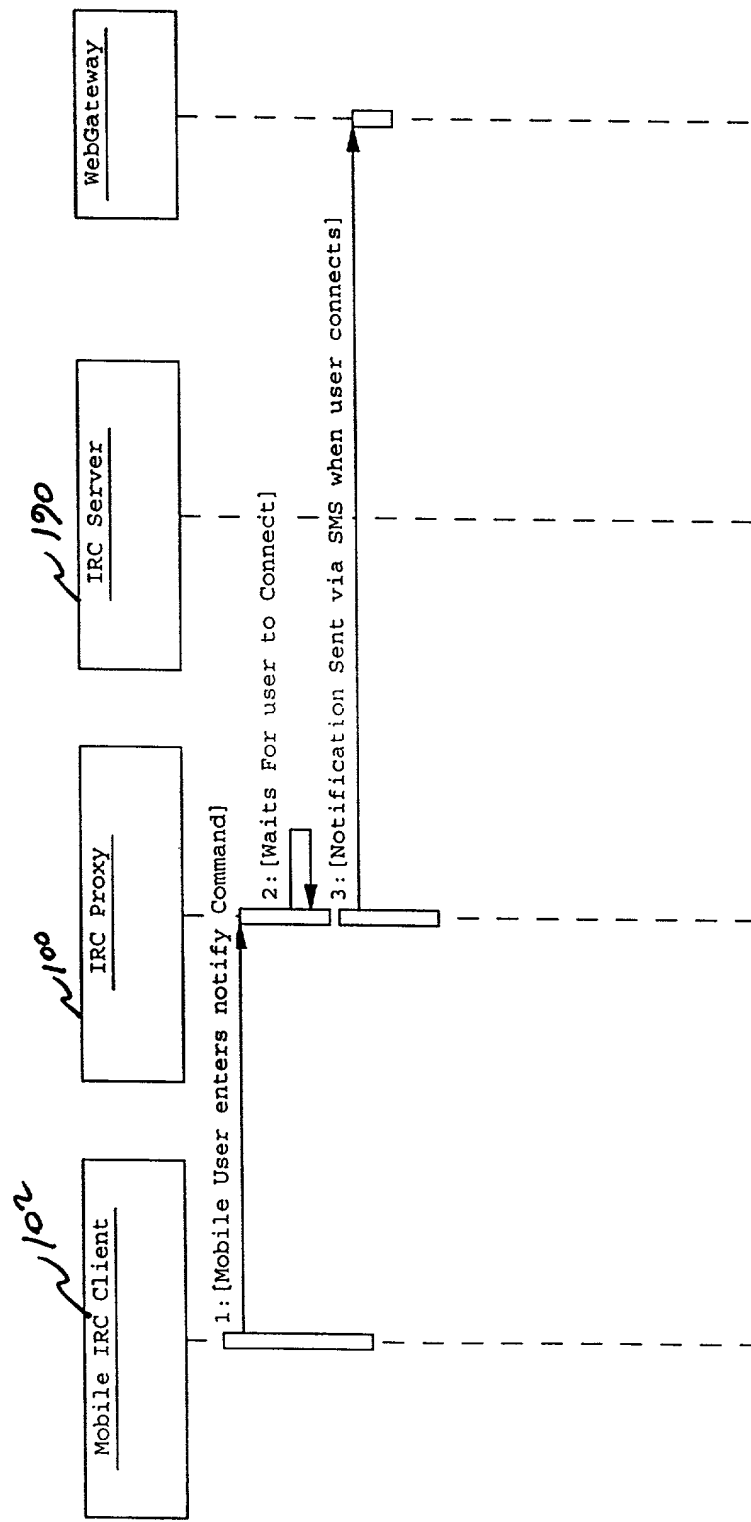 Mobile IRC Client
102
IRC Proxy
100
IRC Server
190
WebGateway
1:[Mobile User enters notify Command]
2:[Waits For user to Connect]
3:[Notification Sent via SMS when user connects]